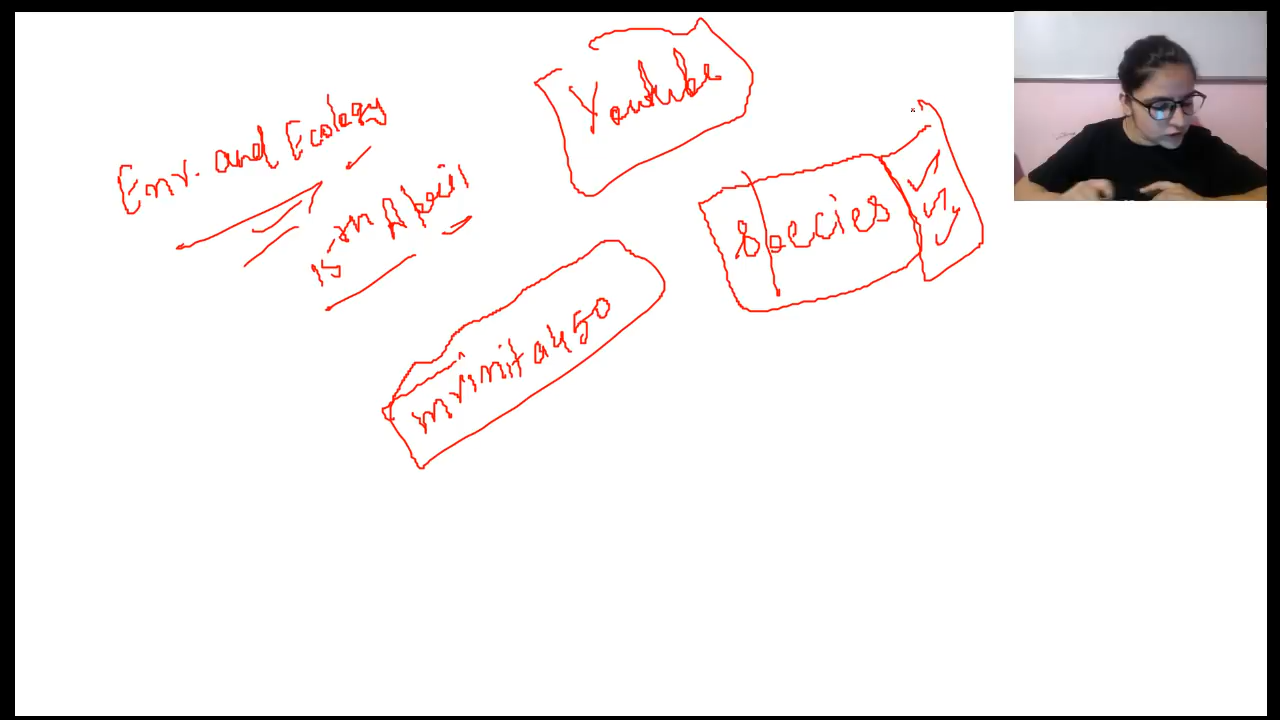 Youtube
Env. and Ecology
15th April
Species
mrinita450